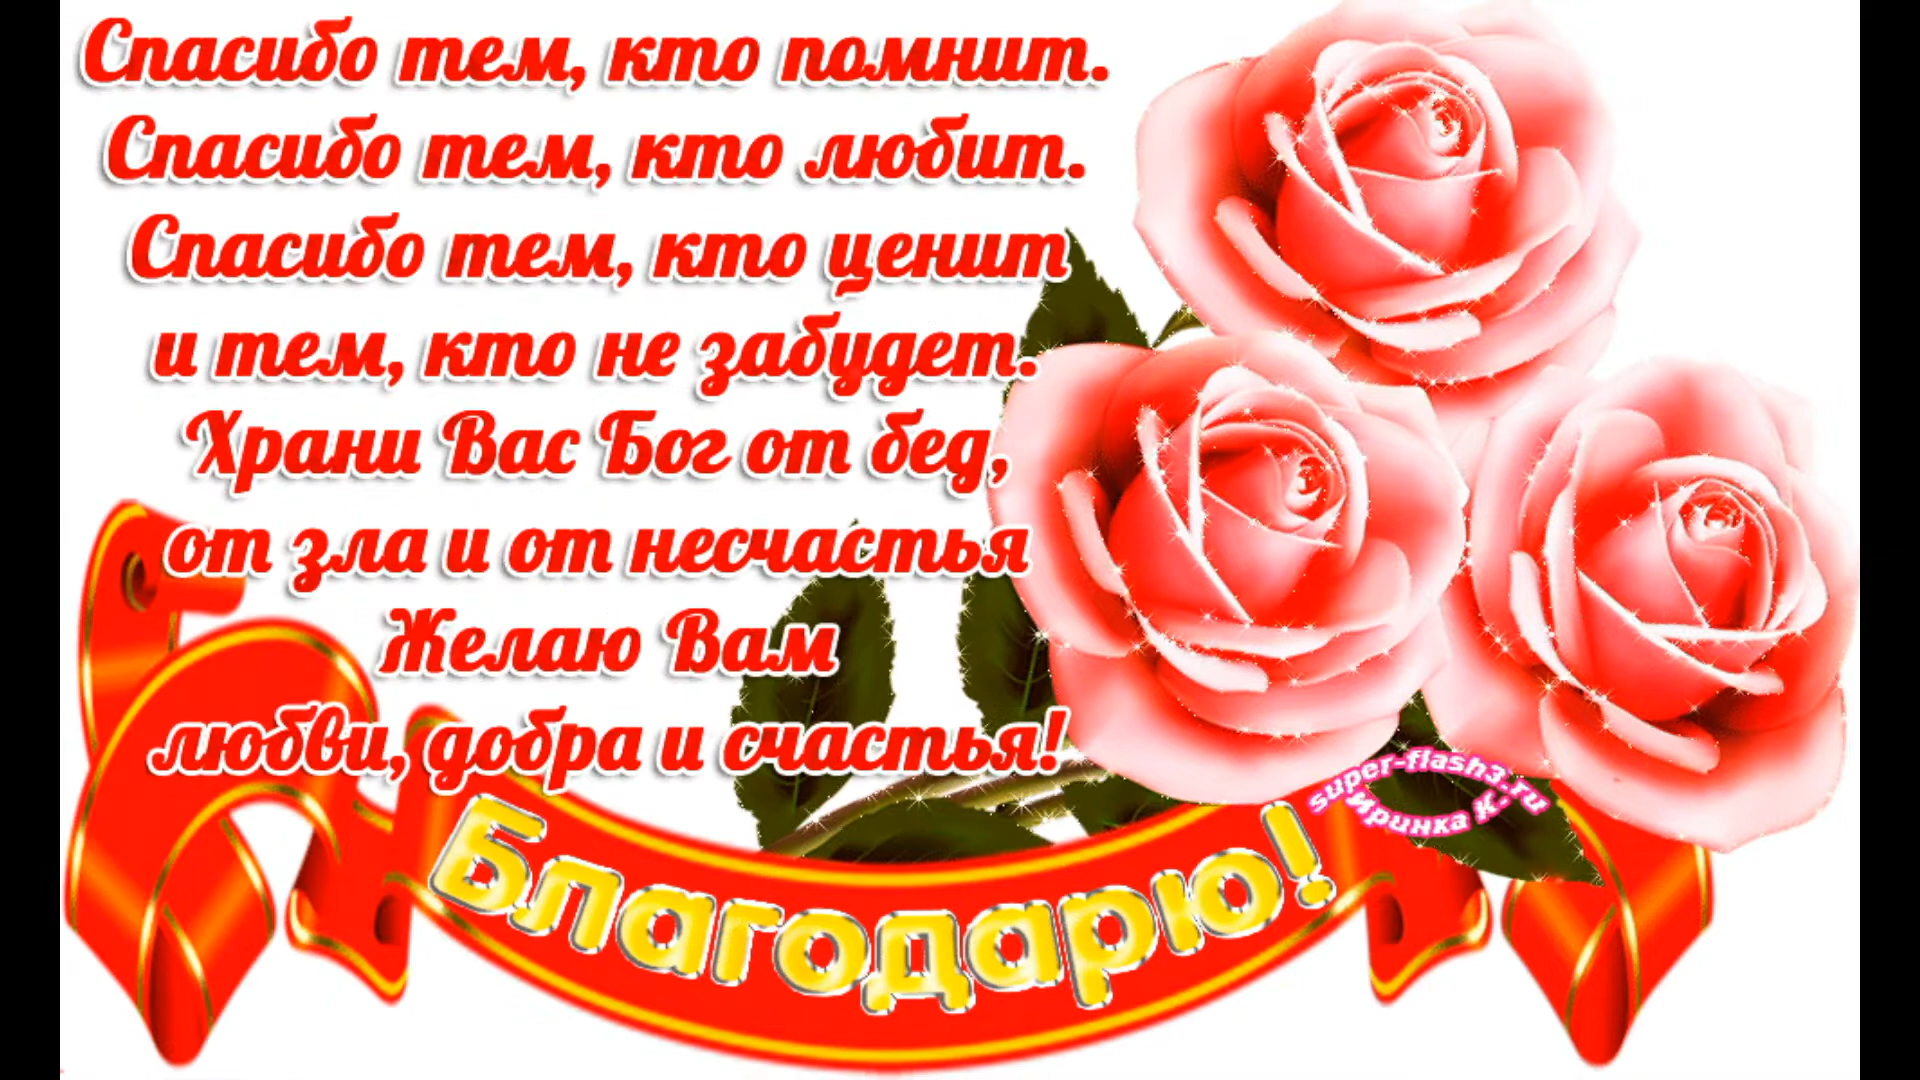 Спасибо тем, кто помнит.
Спасибо тем, кто любит.
Спасибо тем, кто ценит
и тем, кто не забудет.
Храни Вас Бог от бед,
от зла и от несчастья
Желаю Вам
любви, добра и счастья!
super-flash3.ru
Иринка К.
Благодарю!